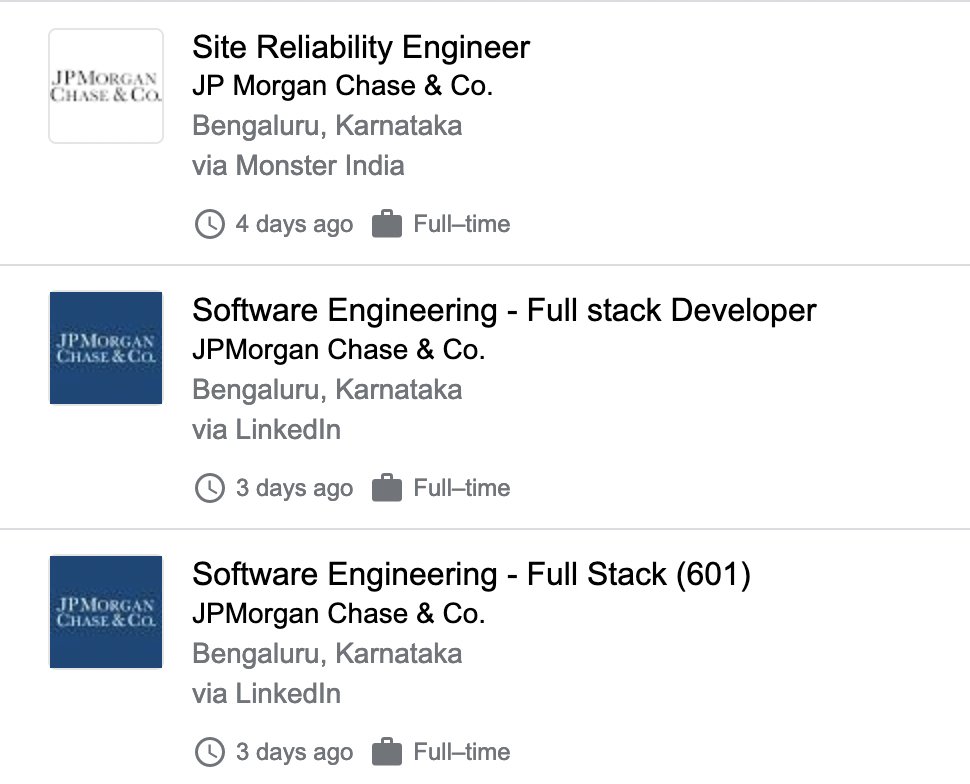 JPMORGAN
CHASE & CO.
Site Reliability Engineer
JP Morgan Chase & Co.
Bengaluru, Karnataka
via Monster India
4 days ago Full–time
JPMORGAN
CHASE & CO.
Software Engineering - Full stack Developer
JPMorgan Chase & Co.
Bengaluru, Karnataka
via LinkedIn
3 days ago Full–time
JPMORGAN
CHASE & CO.
Software Engineering - Full Stack (601)
JPMorgan Chase & Co.
Bengaluru, Karnataka
via LinkedIn
3 days ago Full–time